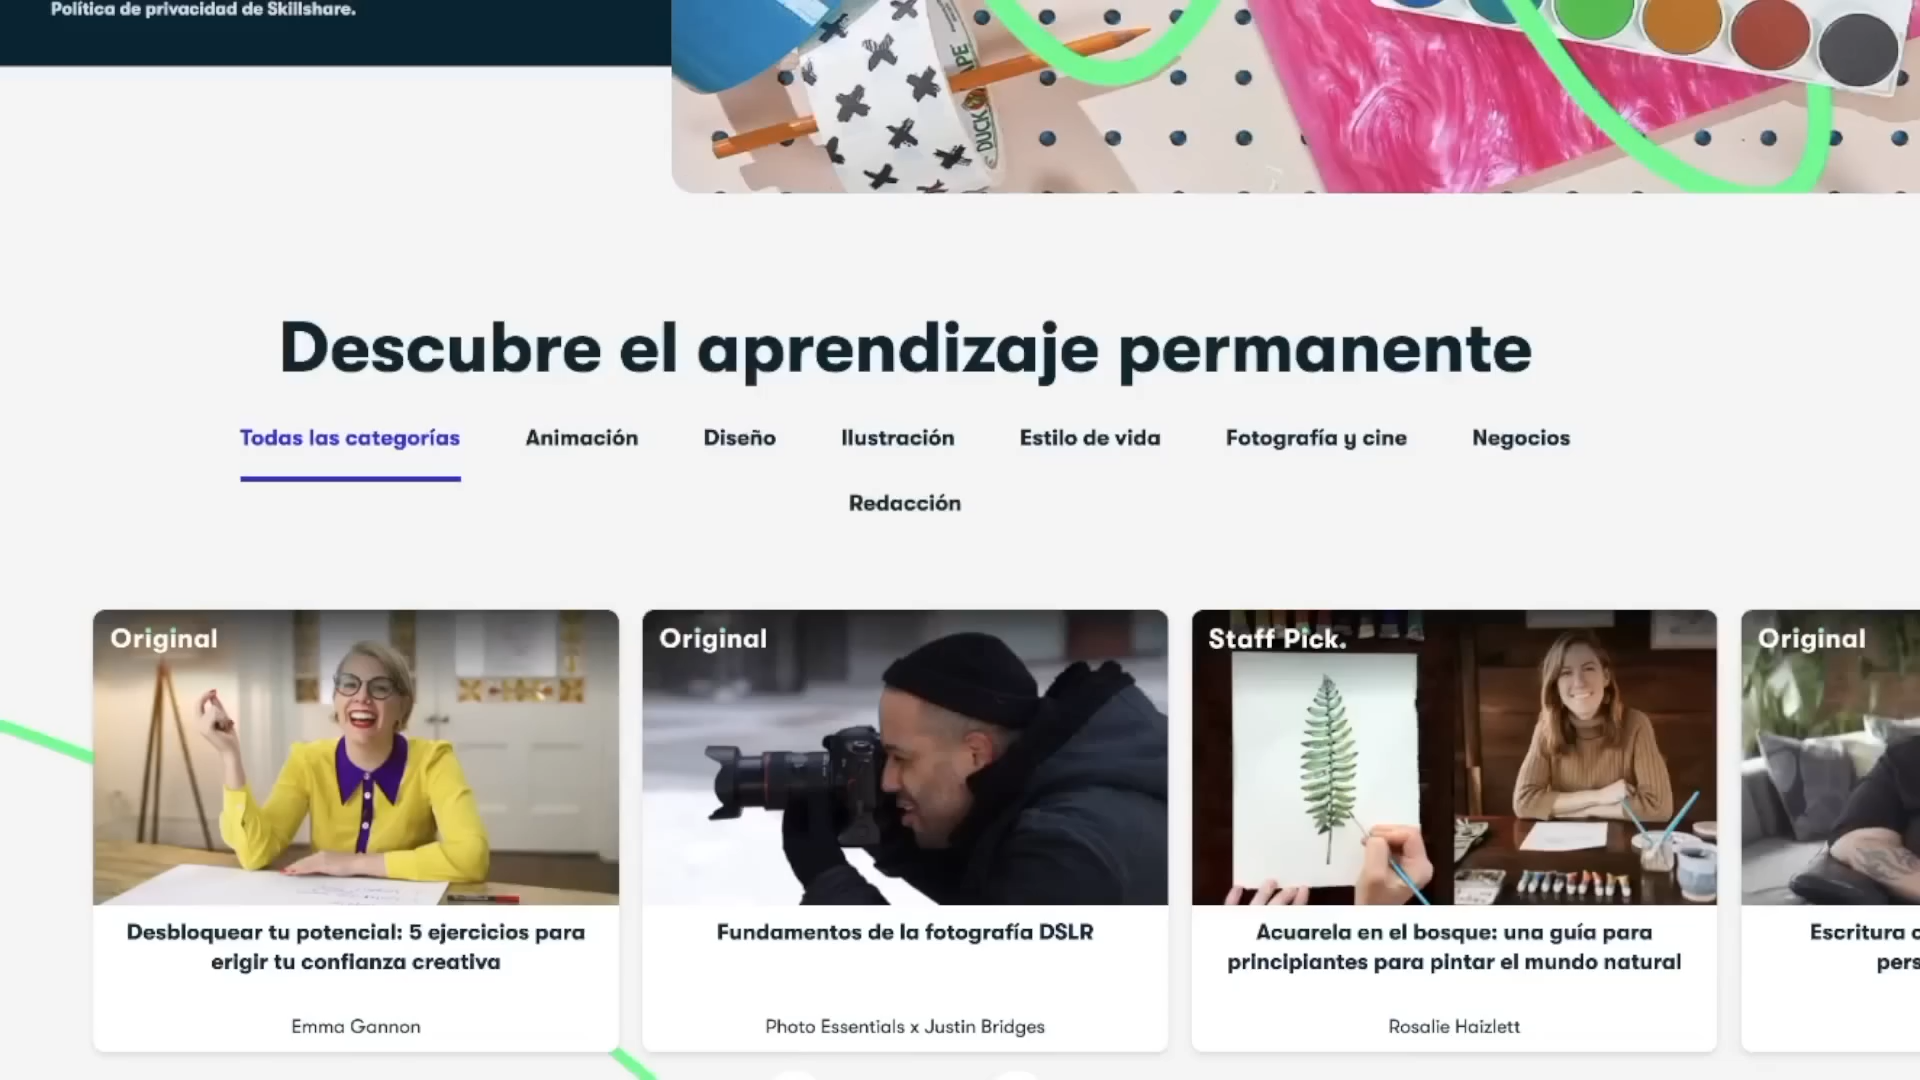 Política de privacidad de Skillshare.
DUCK TAPE
Descubre el aprendizaje permanente
Todas las categorías
Animación
Diseño
Ilustración
Estilo de vida
Fotografía y cine
Negocios
Redacción
Original
Original
Staff Pick.
Original
Desbloquear tu potencial: 5 ejercicios para
erigir tu confianza creativa
Emma Gannon
Fundamentos de la fotografía DSLR
Photo Essentials x Justin Bridges
Acuarela en el bosque: una guía para
principiantes para pintar el mundo natural
Rosalie Haizlett
Escritura